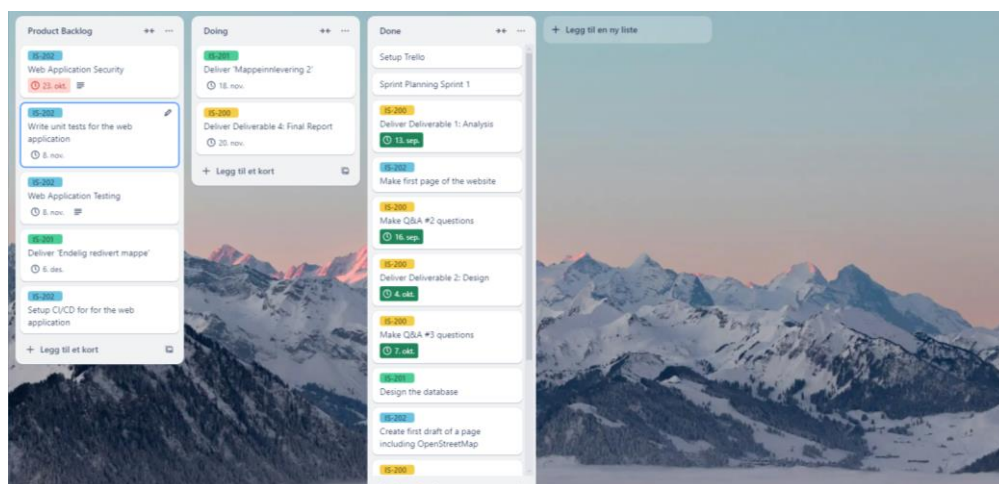 Product Backlog
IS-202
Web Application Security
23. okt.
IS-202
Write unit tests for the web
application
8. nov.
IS-202
Web Application Testing
8. nov.
IS-201
Deliver 'Endelig redivert mappe'
6. des.
IS-202
Setup CI/CD for for the web
application
+ Legg til et kort
Doing
IS-201
Deliver 'Mappeinnlevering 2'
18. nov.
IS-200
Deliver Deliverable 4: Final Report
20. nov.
+ Legg til et kort
Done
Setup Trello
Sprint Planning Sprint 1
IS-200
Deliver Deliverable 1: Analysis
13. sep.
IS-202
Make first page of the website
IS-200
Make Q&A #2 questions
16. sep.
IS-200
Deliver Deliverable 2: Design
4. okt.
IS-200
Make Q&A #3 questions
7. okt.
IS-201
Design the database
IS-202
Create first draft of a page
including OpenStreetMap
IS-200
+ Legg til en ny liste